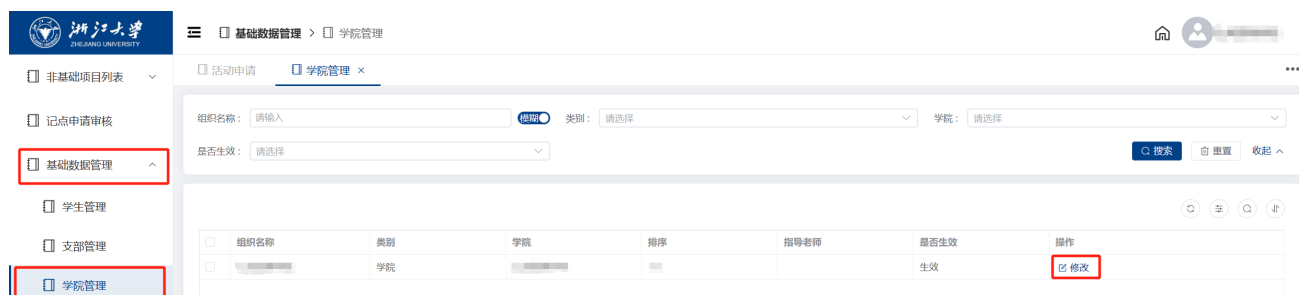 浙江大学
ZHEJIANG UNIVERSITY
基础数据管理 > 学院管理
非基础项目列表
活动申请 学院管理 ×
记点申请审核
组织名称： 请输入 模糊 类别： 请选择 学院： 请选择
是否生效： 请选择 搜索 重置 收起
基础数据管理
学生管理
支部管理
学院管理
组织名称 类别 学院 排序 指导老师 是否生效 操作
学院 生效 修改